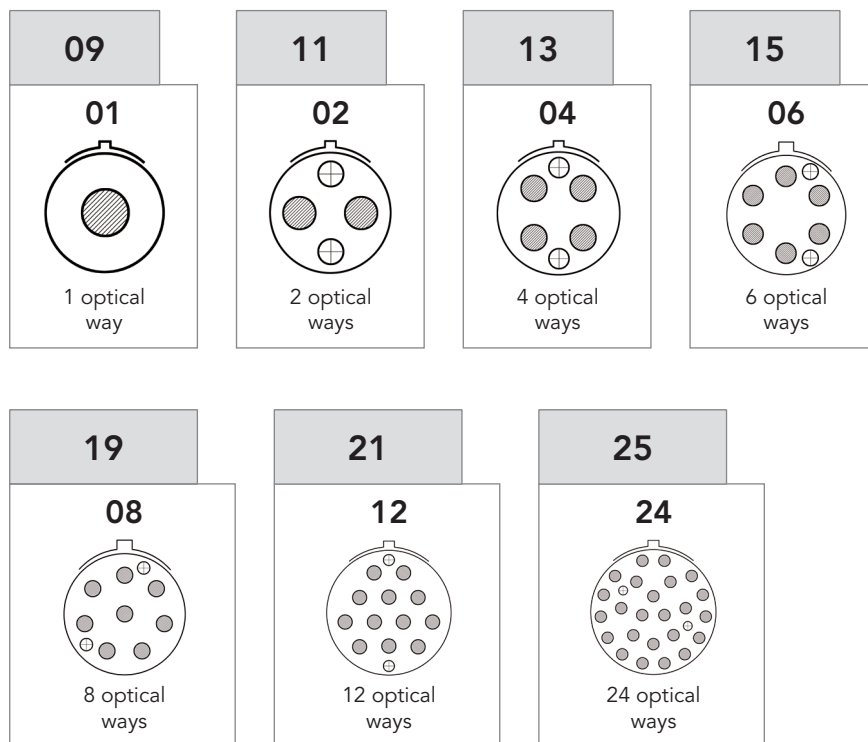 09
11
13
15
01
02
04
06
1 optical
way
2 optical
ways
4 optical
ways
6 optical
ways
19
21
25
08
12
24
8 optical
ways
12 optical
ways
24 optical
ways